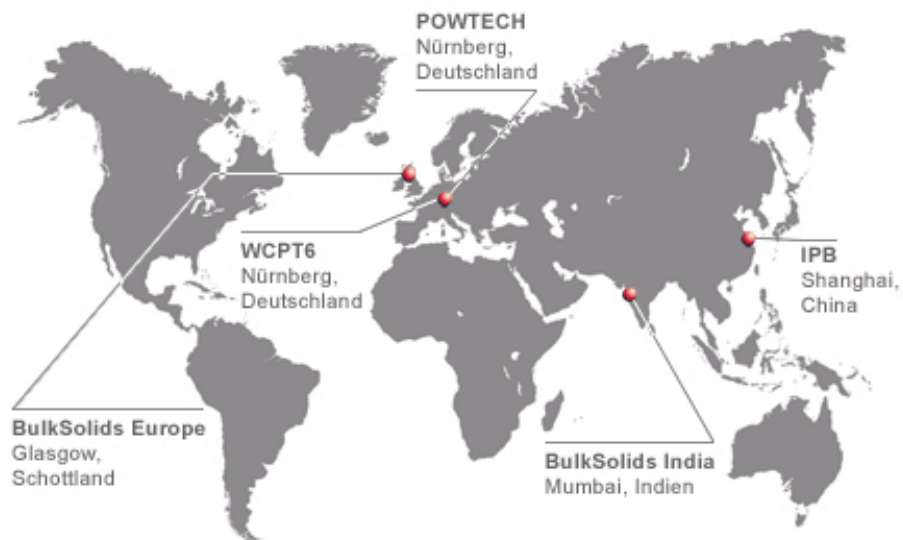 POWTECH
Nürnberg,
Deutschland
WCPT6
Nürnberg,
Deutschland
IPB
Shanghai,
China
BulkSolids Europe
Glasgow,
Schottland
BulkSolids India
Mumbai, Indien